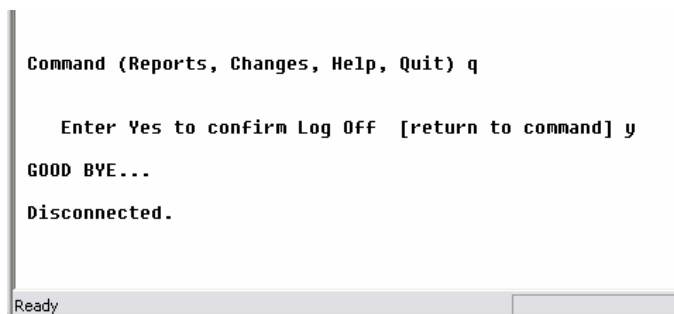 Command (Reports, Changes, Help, Quit) q
Enter Yes to confirm Log Off [return to command] y
GOOD BYE...
Disconnected.
Ready